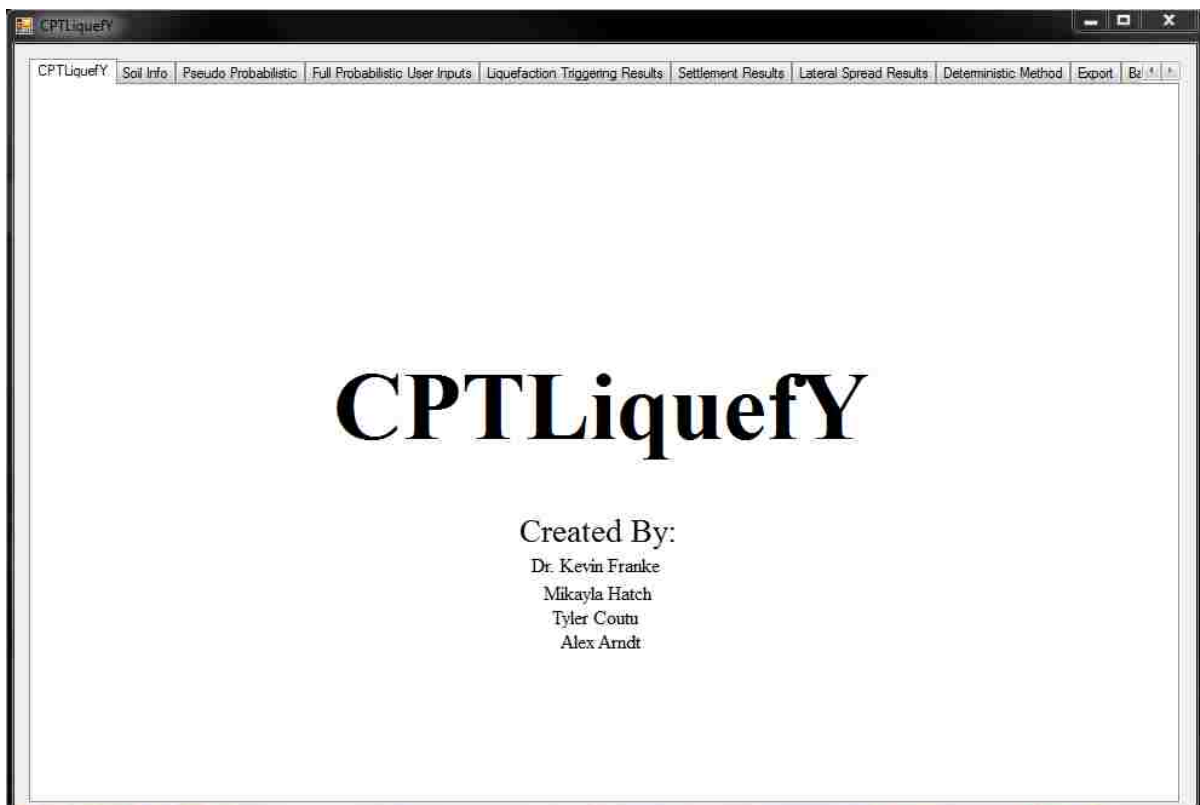 CPTLiquefY
CPTLiquefY Soil Info Pseudo Probabilistic Full Probabilistic User Inputs Liquefaction Triggering Results Settlement Results Lateral Spread Results Deterministic Method Export
CPTLiquefY
Created By:
Dr. Kevin Franke
Mikayla Hatch
Tyler Coutu
Alex Arndt